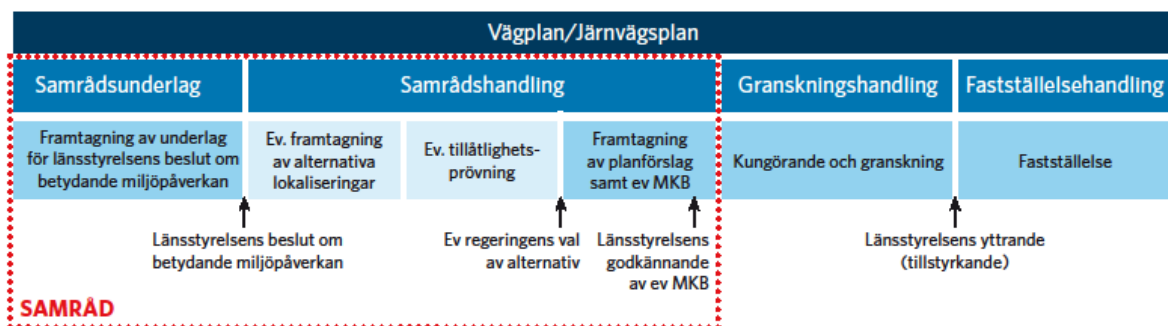 Vägplan/Järnvägsplan
Samrådsunderlag
Samrådshandling
Granskningshandling
Fastställelsehandling
Framtagning av underlag
för länsstyrelsens beslut om
betydande miljöpåverkan
Ev. framtagning
av alternativa
lokaliseringar
Ev. tillåtlighets-
prövning
Framtagning
av planförslag
samt ev MKB
Kungörande och granskning
Fastställelse
Länsstyrelsens beslut om
betydande miljöpåverkan
Ev regeringens val
av alternativ
Länsstyrelsens
godkännande
av ev MKB
Länsstyrelsens yttrande
(tillstyrkande)
SAMRÅD